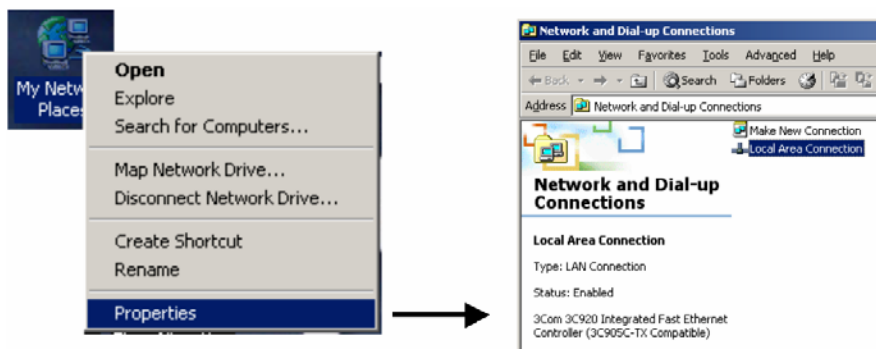 My Netw
Places
Open
Explore
Search for Computers...
Map Network Drive...
Disconnect Network Drive...
Create Shortcut
Rename
Properties
Network and Dial-up Connections
File Edit View Favorites Tools Advanced Help
Back Search Folders
Address Network and Dial-up Connections
Make New Connection
Local Area Connection
Network and Dial-up
Connections
Local Area Connection
Type: LAN Connection
Status: Enabled
3Com 3C920 Integrated Fast Ethernet
Controller (3C905C-TX Compatible)